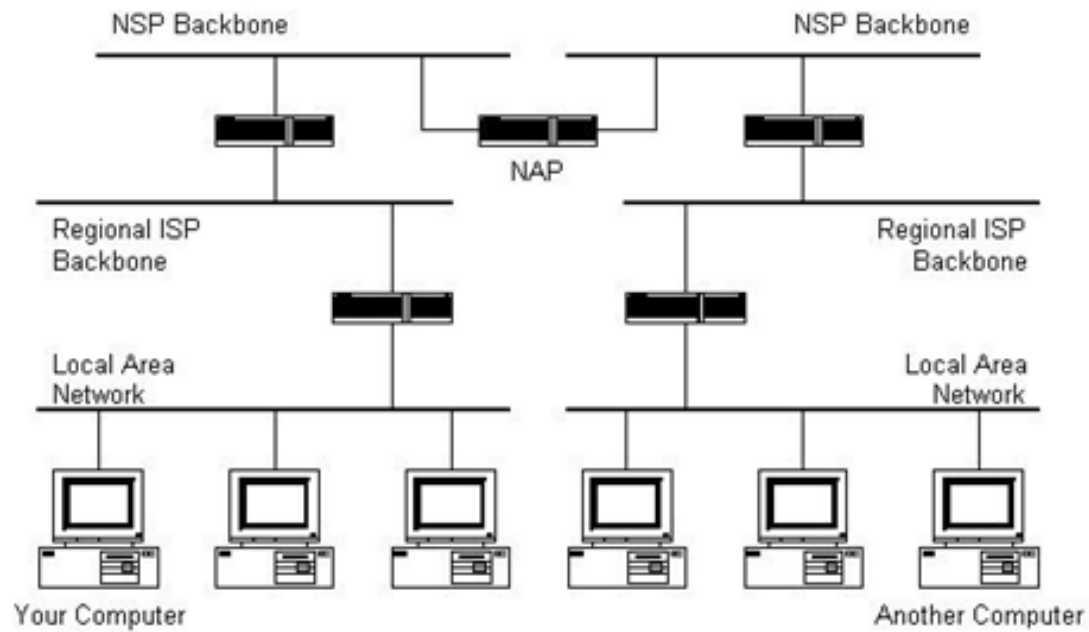 NSP Backbone
NSP Backbone
NAP
Regional ISP
Backbone
Regional ISP
Backbone
Local Area
Network
Local Area
Network
Your Computer
Another Computer